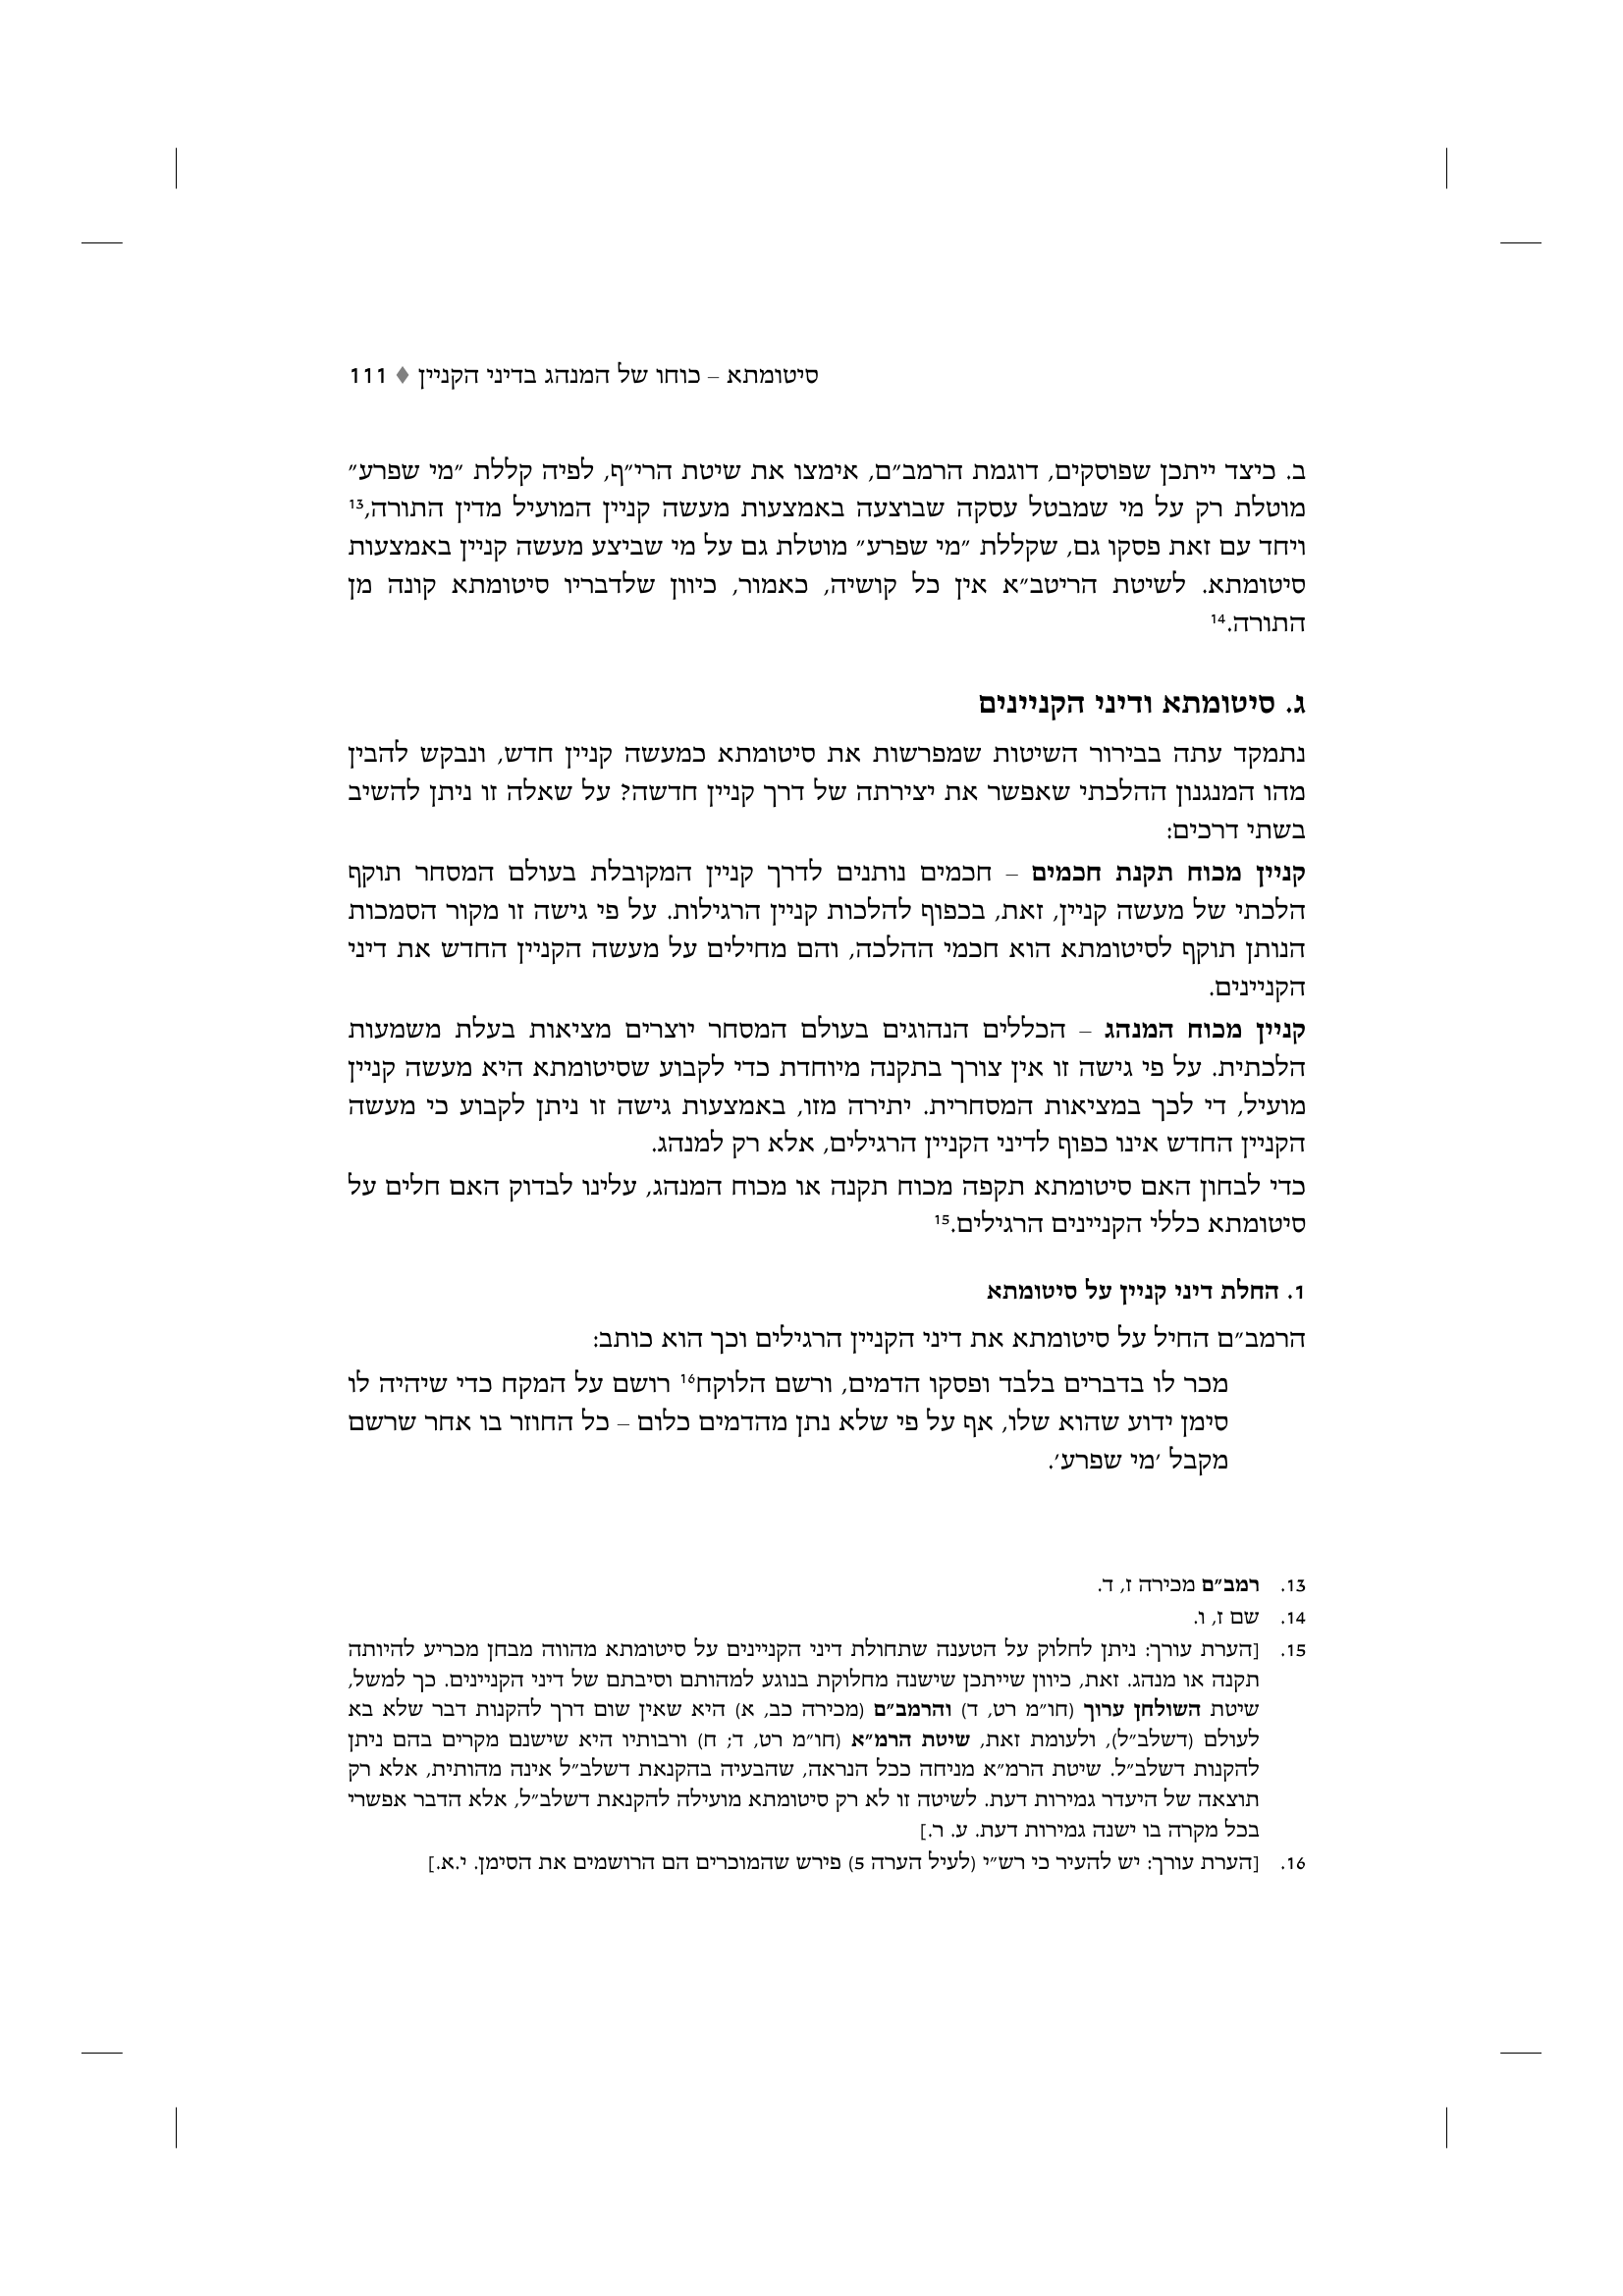 סיטומתא – כוחו של המנהג בדיני הקניין ♦ 111
ב. כיצד ייתכן שפוסקים, דוגמת הרמב״ם, אימצו את שיטת הרי״ף, לפיה קללת ״מי שפרע״
מוטלת רק על מי שמבטל עסקה שבוצעה באמצעות מעשה קניין המועיל מדין התורה,13
ויחד עם זאת פסקו גם, שקללת ״מי שפרע״ מוטלת גם על מי שביצע מעשה קניין באמצעות
סיטומתא. לשיטת הריטב״א אין כל קושיה, כאמור, כיוון שלדבריו סיטומתא קונה מן
התורה.14
ג. סיטומתא ודיני הקניינים
נתמקד עתה בבירור השיטות שמפרשות את סיטומתא כמעשה קניין חדש, ונבקש להבין
מהו המנגנון ההלכתי שאפשר את יצירתה של דרך קניין חדשה? על שאלה זו ניתן להשיב
בשתי דרכים:
קניין מכוח תקנת חכמים – חכמים נותנים לדרך קניין המקובלת בעולם המסחר תוקף
הלכתי של מעשה קניין, זאת, בכפוף להלכות קניין הרגילות. על פי גישה זו מקור הסמכות
הנותן תוקף לסיטומתא הוא חכמי ההלכה, והם מחילים על מעשה הקניין החדש את דיני
הקניינים.
קניין מכוח המנהג – הכללים הנהוגים בעולם המסחר יוצרים מציאות בעלת משמעות
הלכתית. על פי גישה זו אין צורך בתקנה מיוחדת כדי לקבוע שסיטומתא היא מעשה קניין
מועיל, די לכך במציאות המסחרית. יתירה מזו, באמצעות גישה זו ניתן לקבוע כי מעשה
הקניין החדש אינו כפוף לדיני הקניין הרגילים, אלא רק למנהג.
כדי לבחון האם סיטומתא תקפה מכוח תקנה או מכוח המנהג, עלינו לבדוק האם חלים על
סיטומתא כללי הקניינים הרגילים.15
1. החלת דיני קניין על סיטומתא
הרמב״ם החיל על סיטומתא את דיני הקניין הרגילים וכך הוא כותב:
מכר לו בדברים בלבד ופסקו הדמים, ורשם הלוקח16 רושם על המקח כדי שיהיה לו
סימן ידוע שהוא שלו, אף על פי שלא נתן מהדמים כלום – כל החוזר בו אחר שרשם
מקבל ׳מי שפרע׳.
13. רמב״ם מכירה ז, ד.
14. שם ז, ו.
15. [הערת עורך: ניתן לחלוק על הטענה שתחולת דיני הקניינים על סיטומתא מהווה מבחן מכריע להיותה
תקנה או מנהג. זאת, כיוון שייתכן שישנה מחלוקת בנוגע למהותם וסיבתם של דיני הקניינים. כך למשל,
שיטת השולחן ערוך (חו״מ רט, ד) והרמב״ם (מכירה כב, א) היא שאין שום דרך להקנות דבר שלא בא
לעולם (דשלב״ל), ולעומת זאת, שיטת הרמ״א (חו״מ רט, ד; ח) ורבותיו היא שישנם מקרים בהם ניתן
להקנות דשלב״ל. שיטת הרמ״א מניחה ככל הנראה, שהבעיה בהקנאת דשלב״ל אינה מהותית, אלא רק
תוצאה של היעדר גמירות דעת. לשיטה זו לא רק סיטומתא מועילה להקנאת דשלב״ל, אלא הדבר אפשרי
בכל מקרה בו ישנה גמירות דעת. ע. ר.]
16. [הערת עורך: יש להעיר כי רש״י (לעיל הערה 5) פירש שהמוכרים הם הרושמים את הסימן. י.א.]